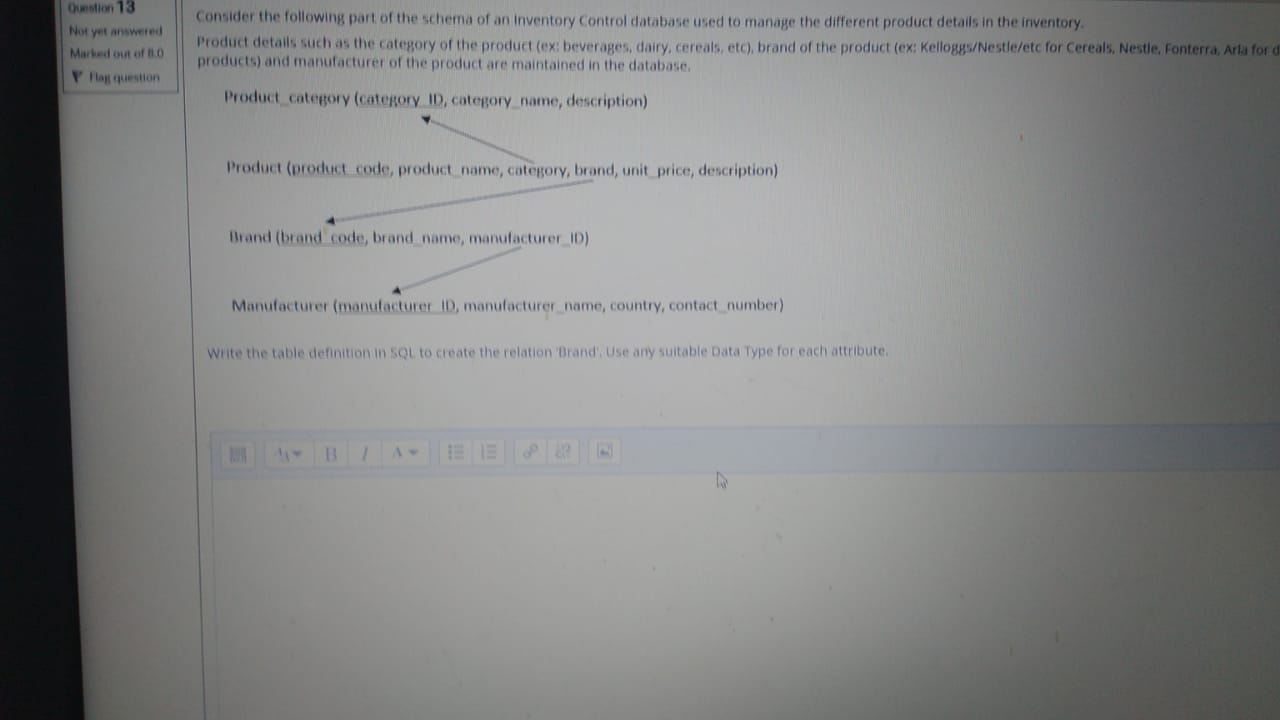 Question 13
Not yet answered
Marked out of 8.0
Flag question
Consider the following part of the schema of an Inventory Control database used to manage the different product details in the inventory.
Product details such as the category of the product (ex: beverages, dairy, cereals, etc), brand of the product (ex: Kelloggs/Nestle/etc for Cereals, Nestle, Fonterra, Arla for d
products) and manufacturer of the product are maintained in the database.
Product_category (category_ID, category_name, description)
Product (product_code, product_name, category, brand, unit_price, description)
Brand (brand_code, brand_name, manufacturer_ID)
Manufacturer (manufacturer_ID, manufacturer_name, country, contact_number)
Write the table definition in SQL to create the relation 'Brand'. Use any suitable Data Type for each attribute.
B I A